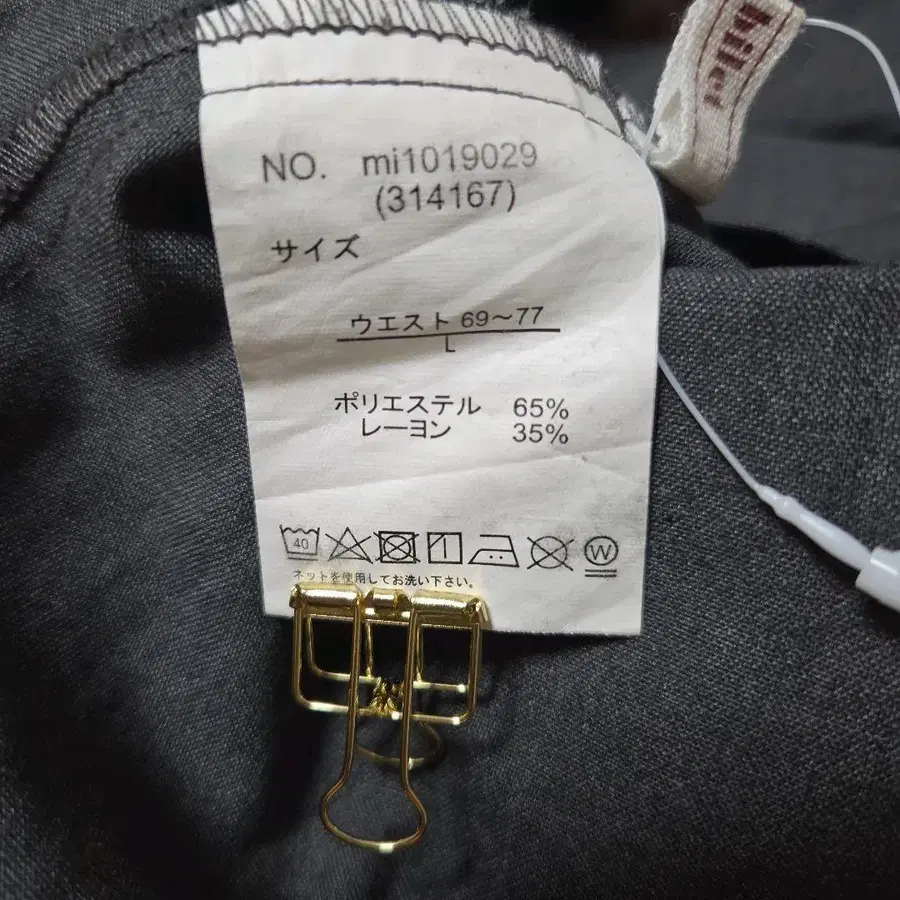 NO. mi1019029
(314167)
サイズ
ウエスト 69～77
L
ポリエステル 65%
レーヨン 35%
40
W
ネットを使用してお洗い下さい。